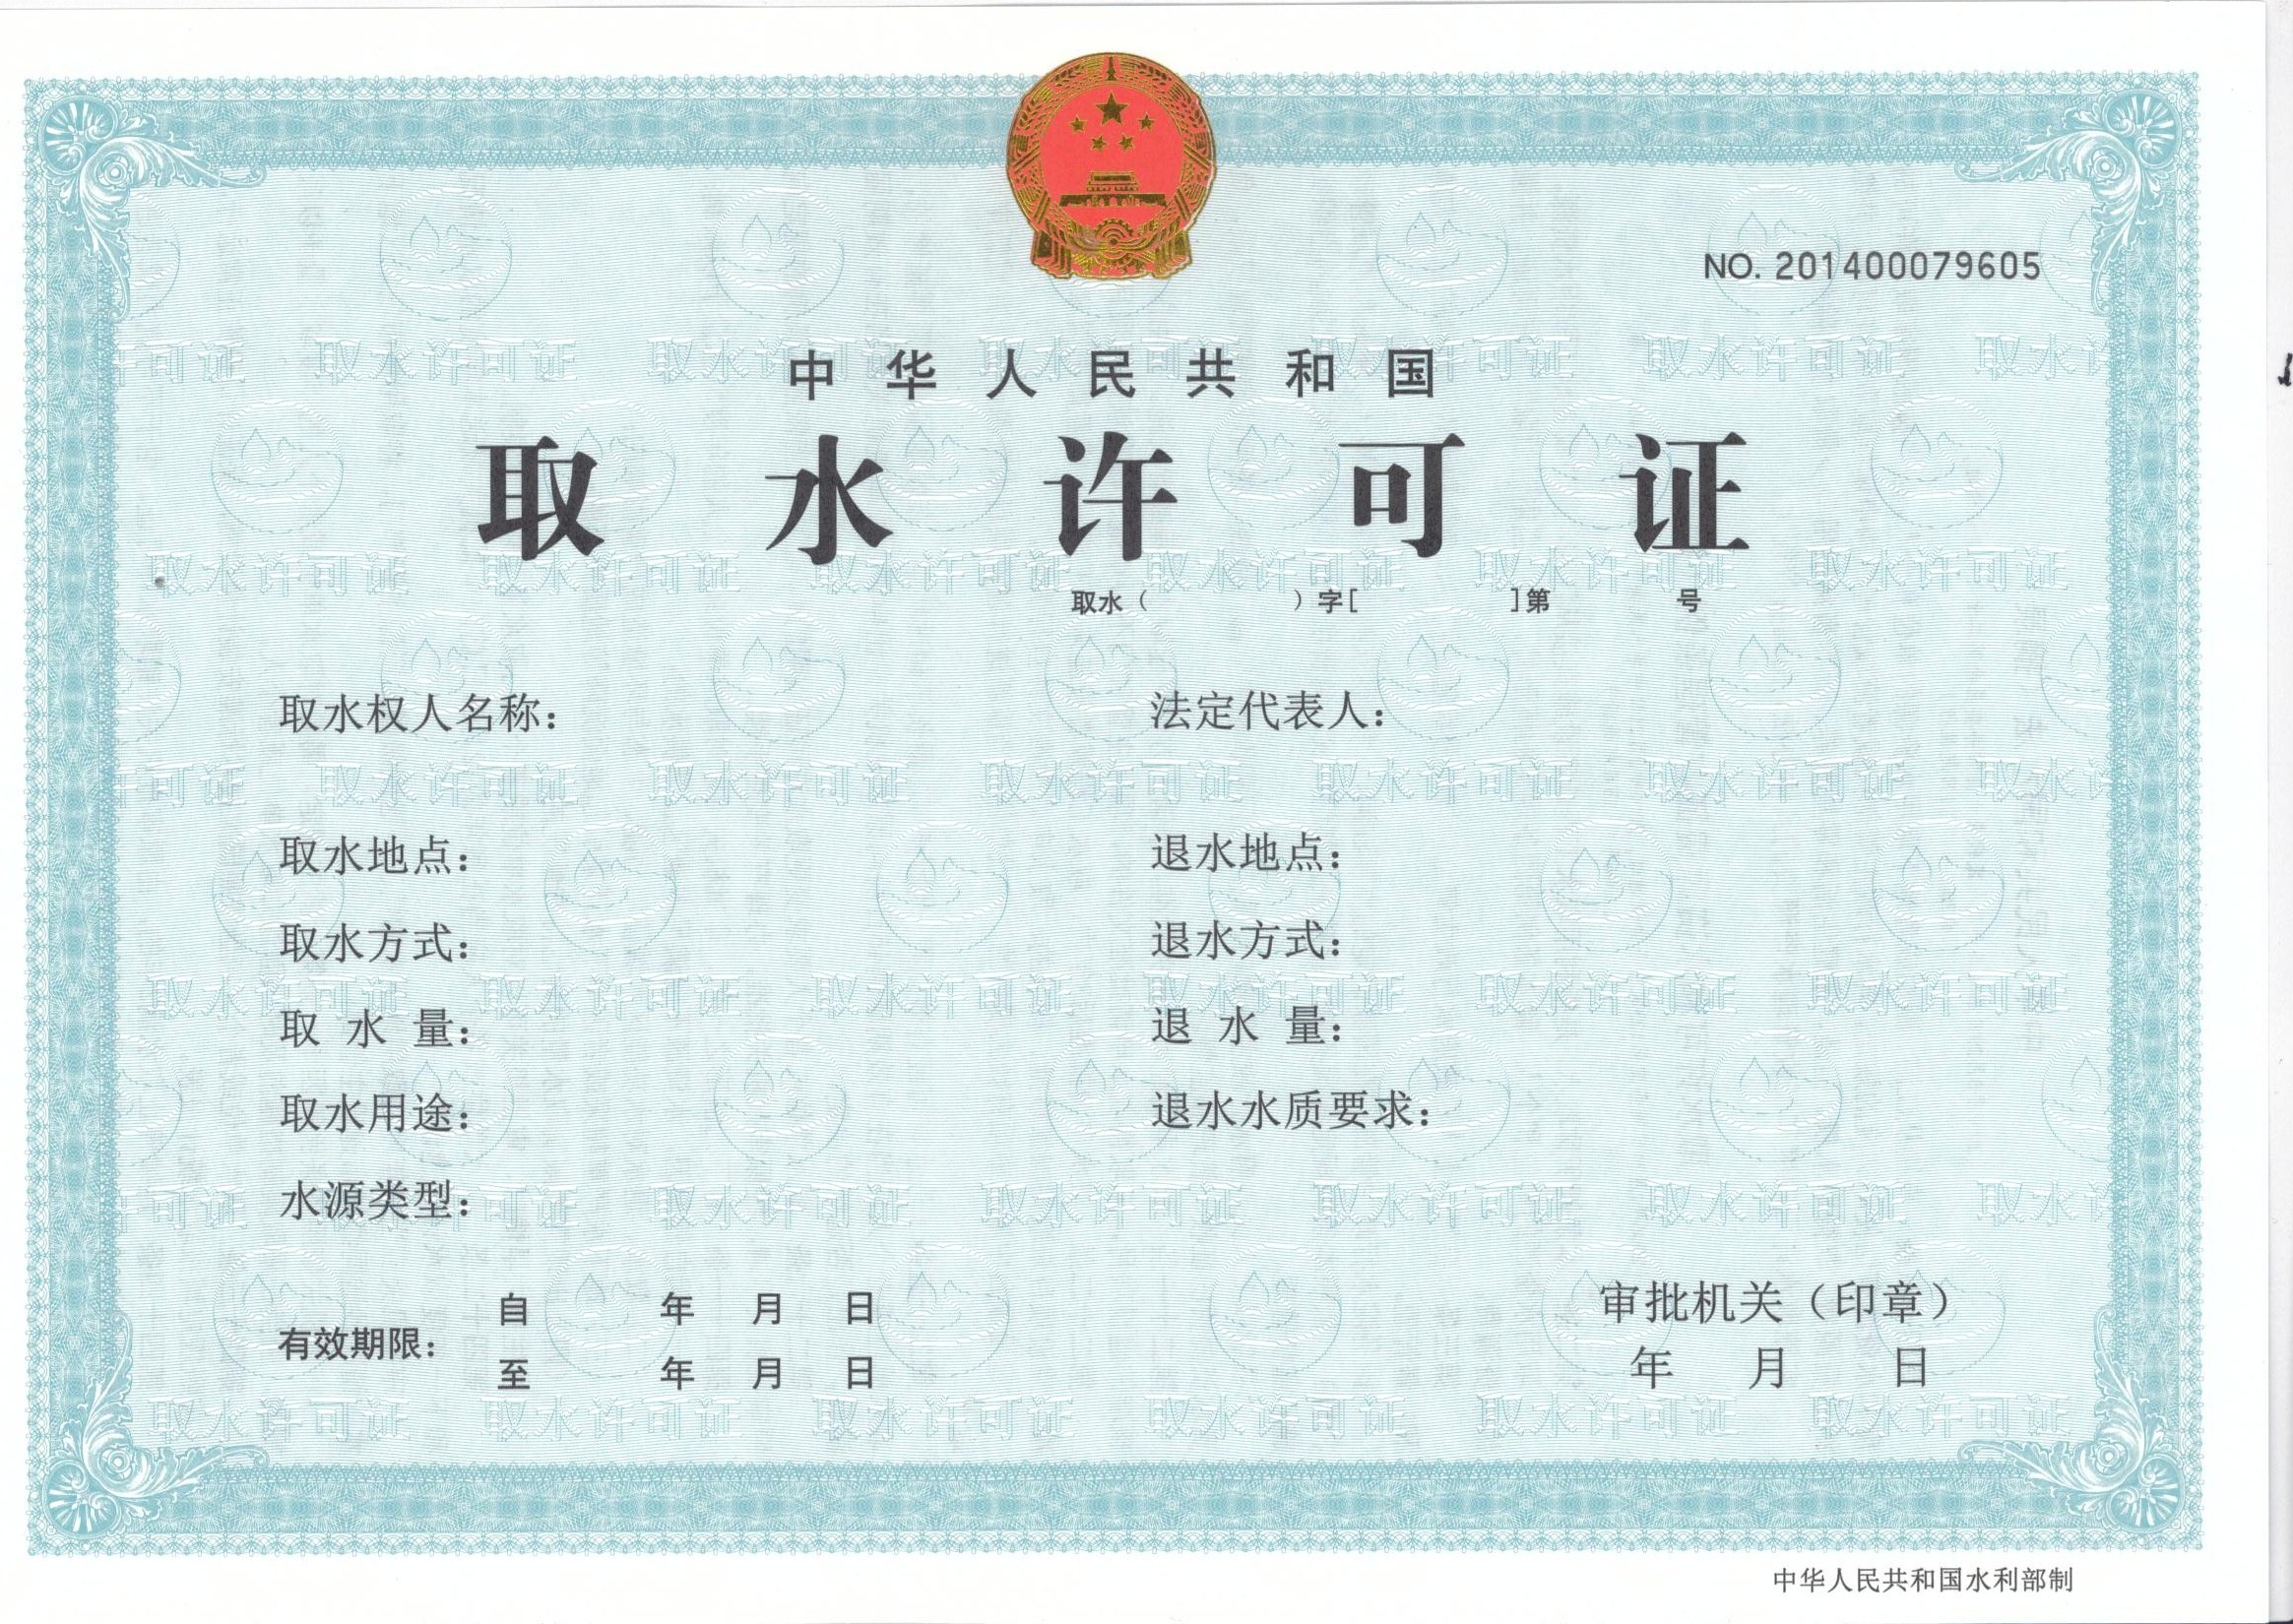 NO. 201400079605
中华人民共和国
取水许可证
取水（ ）字[ ]第 号
取水权人名称： 法定代表人：
取水地点： 退水地点：
取水方式： 退水方式：
取 水 量： 退 水 量：
取水用途： 退水水质要求：
水源类型：
有效期限： 自 年 月 日
至 年 月 日
审批机关（印章）
年 月 日
中华人民共和国水利部制